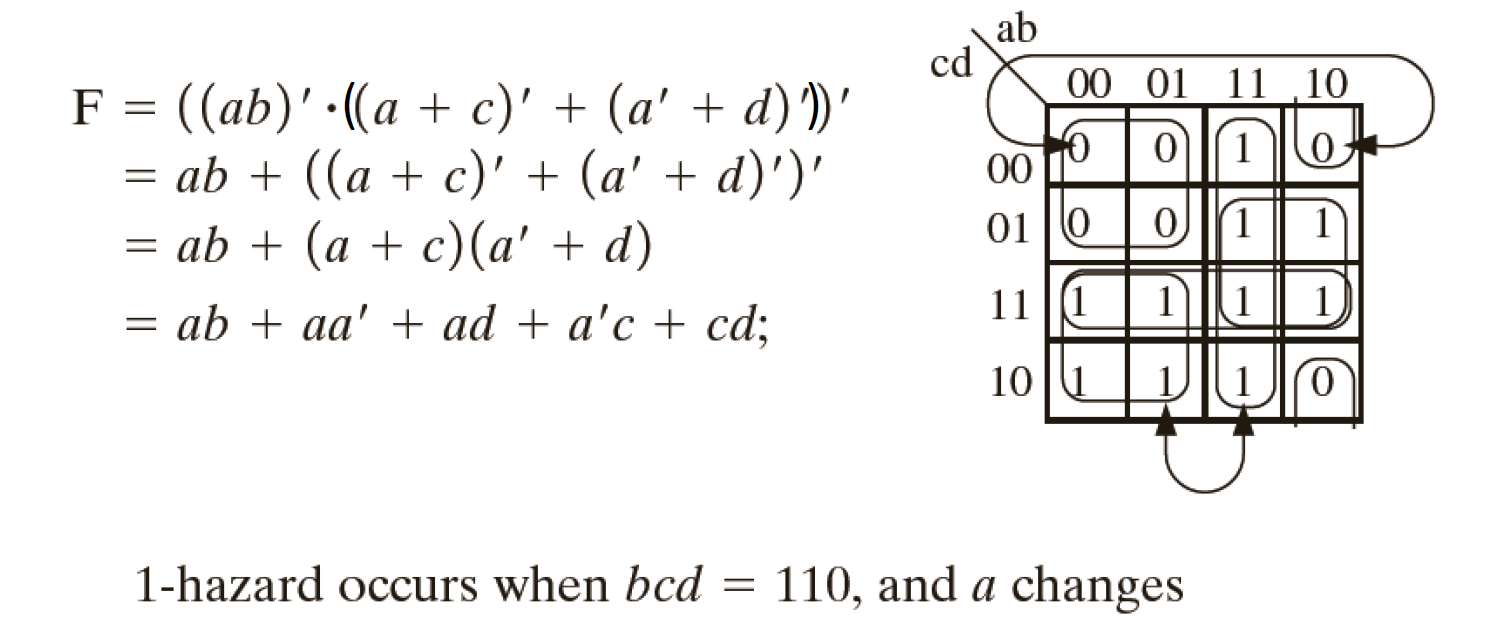 F = ((ab)′ · ((a + c)′ + (a′ + d)′))′
= ab + ((a + c)′ + (a′ + d)′)′
= ab + (a + c)(a′ + d)
= ab + aa′ + ad + a′c + cd;
ab
cd
00 01 11 10
00 0 0 1 0
01 0 0 1 1
11 1 1 1 1
10 1 1 1 0
1-hazard occurs when bcd = 110, and a changes